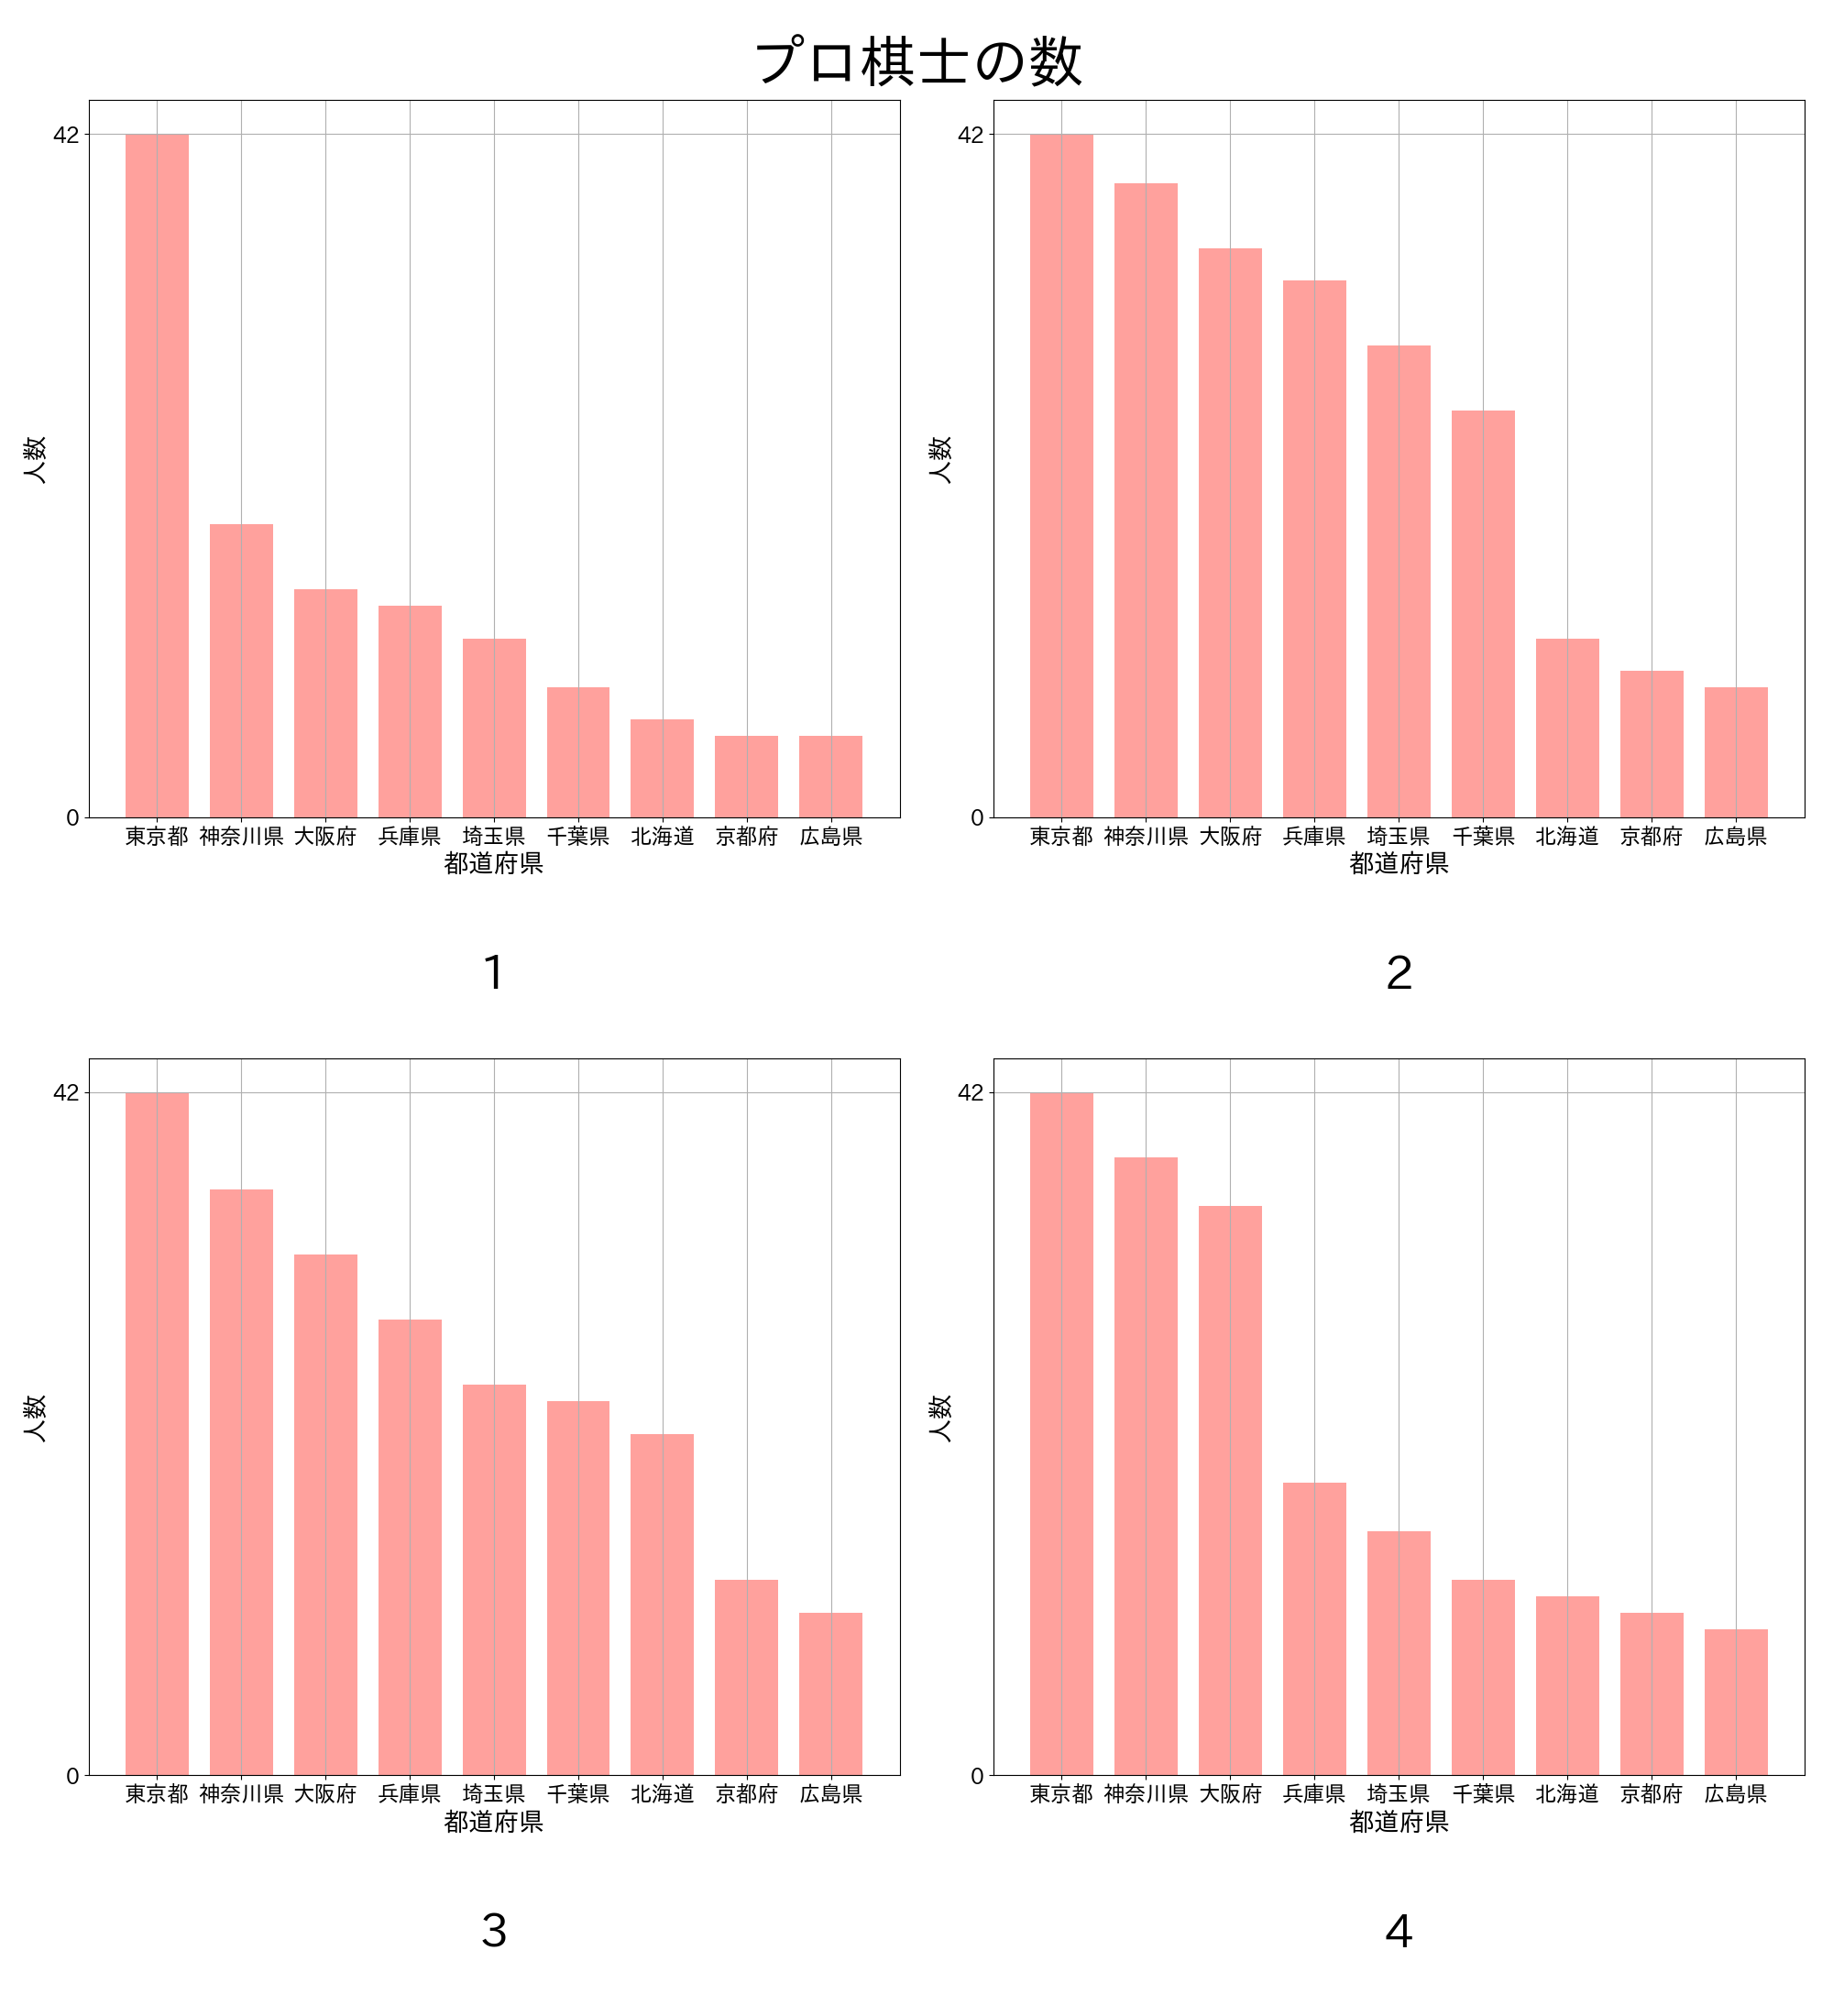 プロ棋士の数
42
0
人数
東京都 神奈川県 大阪府 兵庫県 埼玉県 千葉県 北海道 京都府 広島県
都道府県
1
42
0
人数
東京都 神奈川県 大阪府 兵庫県 埼玉県 千葉県 北海道 京都府 広島県
都道府県
2
42
0
人数
東京都 神奈川県 大阪府 兵庫県 埼玉県 千葉県 北海道 京都府 広島県
都道府県
3
42
0
人数
東京都 神奈川県 大阪府 兵庫県 埼玉県 千葉県 北海道 京都府 広島県
都道府県
4